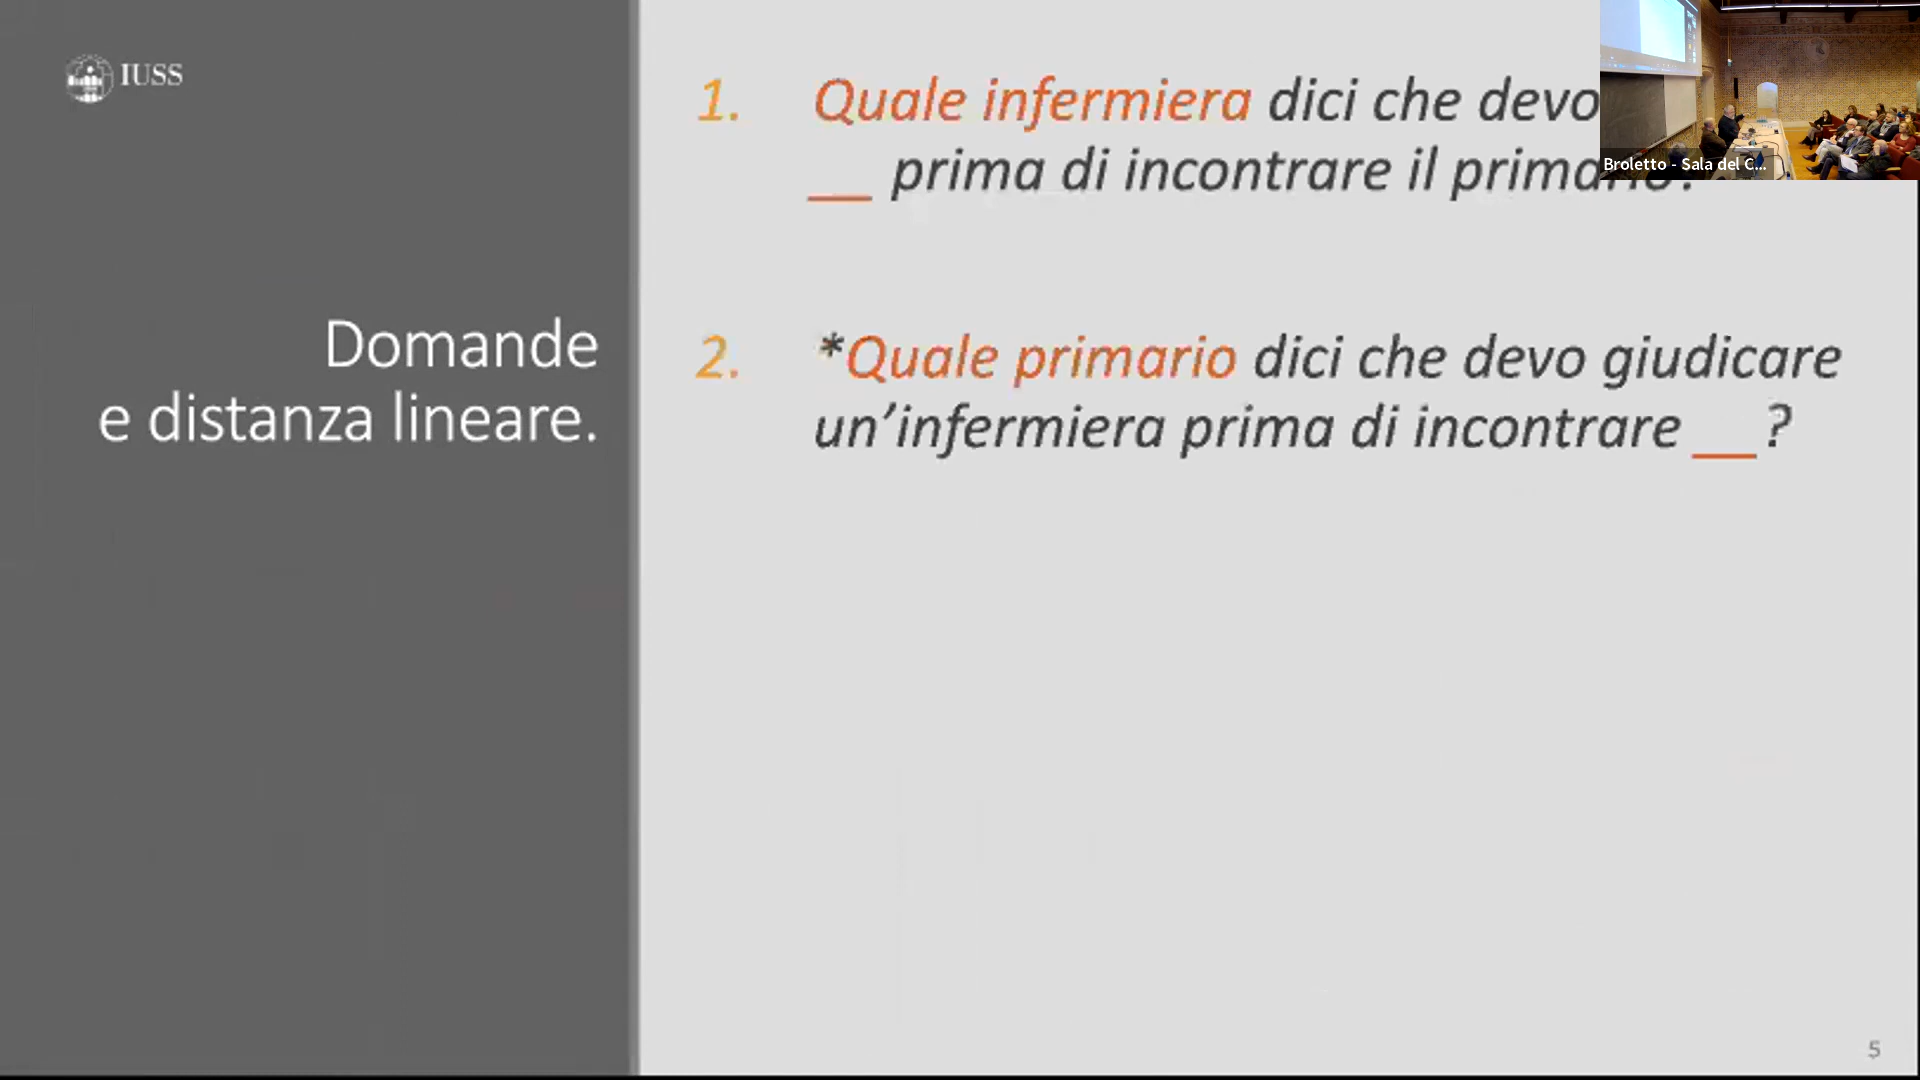 IUSS
Domande
e distanza lineare.
1. Quale infermiera dici che devo
__ prima di incontrare il primario?
2. *Quale primario dici che devo giudicare
un’infermiera prima di incontrare __?
Broletto - Sala del C...
5